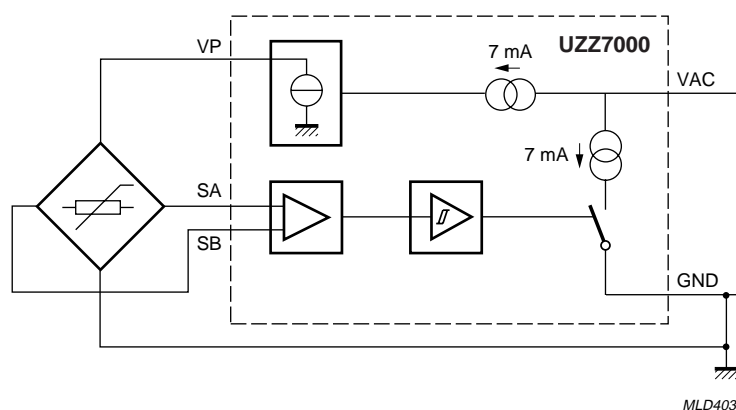 VP
7 mA
UZZ7000
VAC
7 mA
SA
SB
GND
MLD403